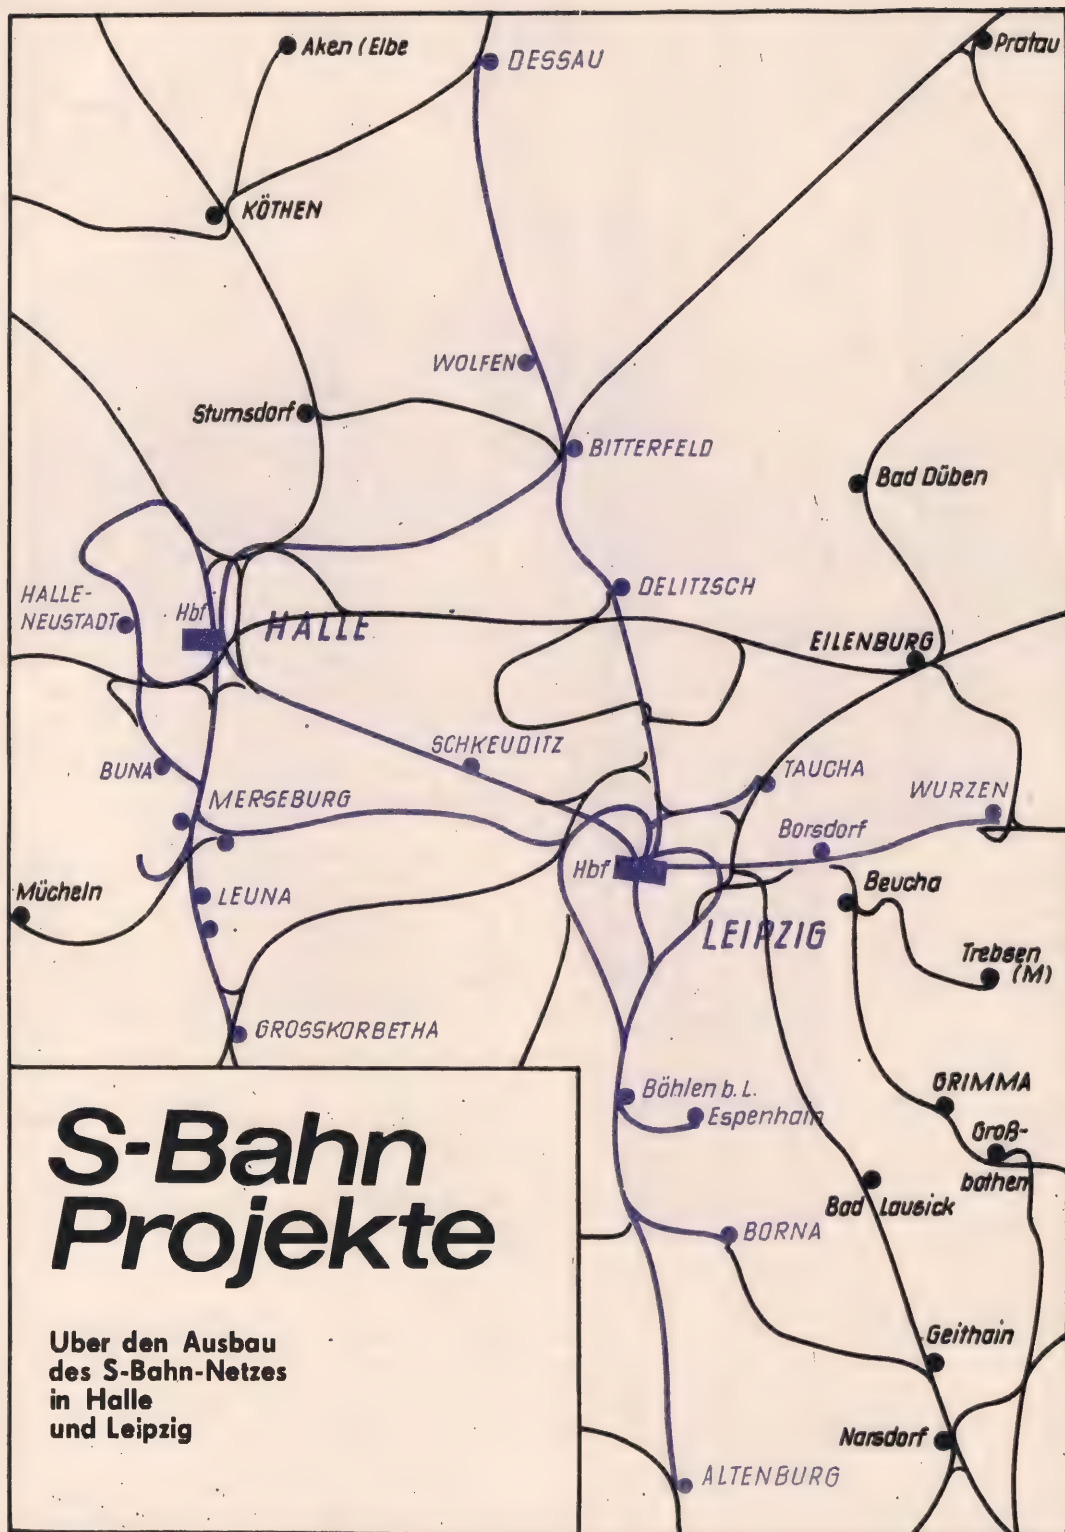 Aken (Elbe
DESSAU
Pratau
KÖTHEN
WOLFEN
Stumsdorf
BITTERFELD
Bad Düben
HALLE-
NEUSTADT
Hbf
HALLE
DELITZSCH
EILENBURG
SCHKEUDITZ
BUNA
MERSEBURG
TAUCHA
WURZEN
Borsdorf
Hbf
Mücheln
LEUNA
Beucha
LEIPZIG
Trebsen
(M)
GROSSKORBETHA
Böhlen b. L.
Espenhain
GRIMMA
Groß-
bothen
Bad Lausick
BORNA
Geithain
Narsdorf
ALTENBURG
S-Bahn
Projekte
Uber den Ausbau
des S-Bahn-Netzes
in Halle
und Leipzig